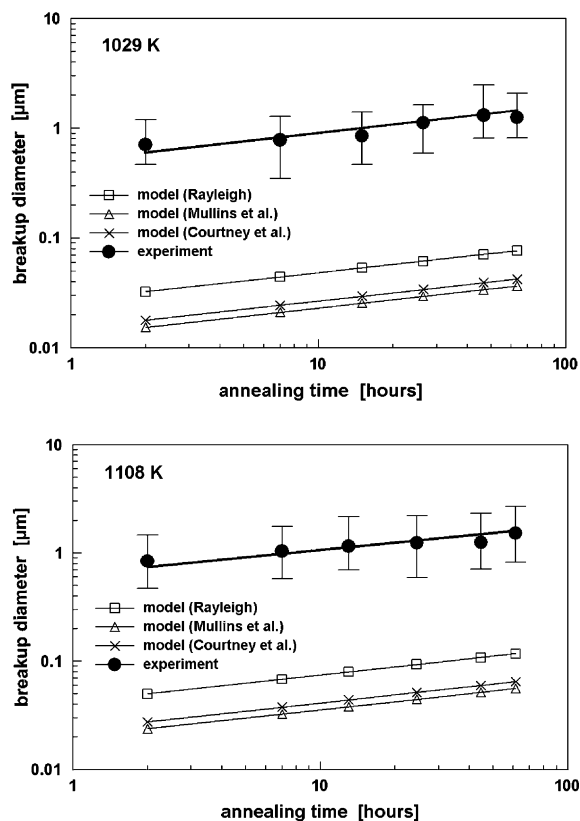 10
1029 K
1
breakup diameter [µm]
model (Rayleigh)
model (Mullins et al.)
0.1
model (Courtney et al.)
experiment
0.01
1
10
100
annealing time [hours]
10
1108 K
1
breakup diameter [µm]
model (Rayleigh)
model (Mullins et al.)
model (Courtney et al.)
0.1
experiment
0.01
1
10
100
annealing time [hours]